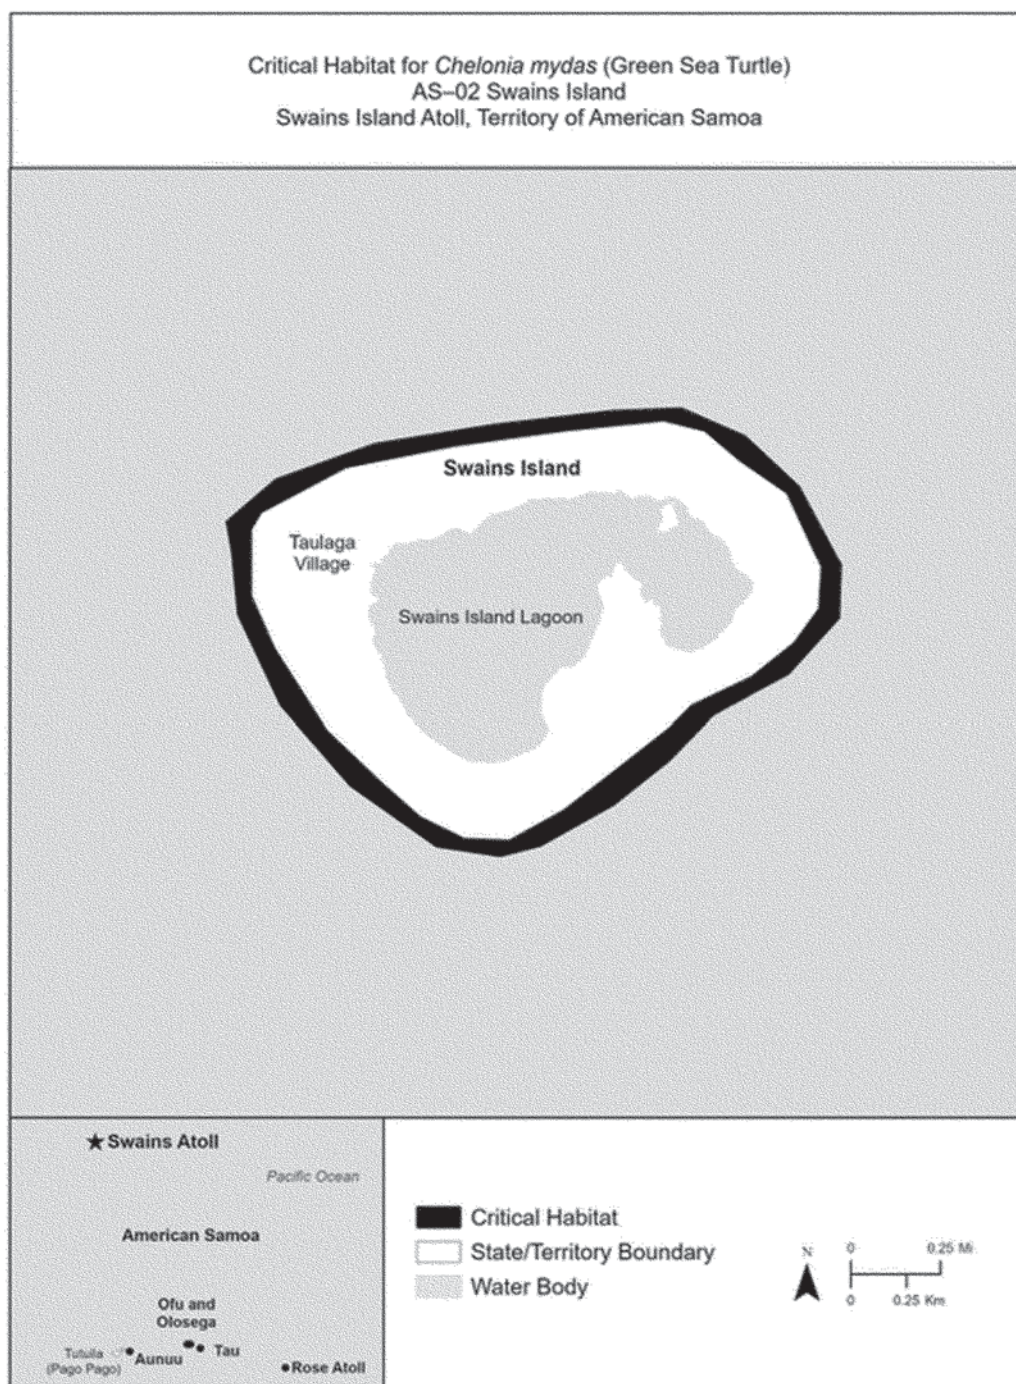 Critical Habitat for Chelonia mydas (Green Sea Turtle)
AS–02 Swains Island
Swains Island Atoll, Territory of American Samoa
Swains Island
Taulaga
Village
Swains Island Lagoon
★Swains Atoll
Pacific Ocean
American Samoa
Ofu and
Olosega
Tutuila
(Pago Pago)
Aunuu
Tau
Rose Atoll
Critical Habitat
State/Territory Boundary
Water Body
N
0 0.25 Mi
0 0.25 Km